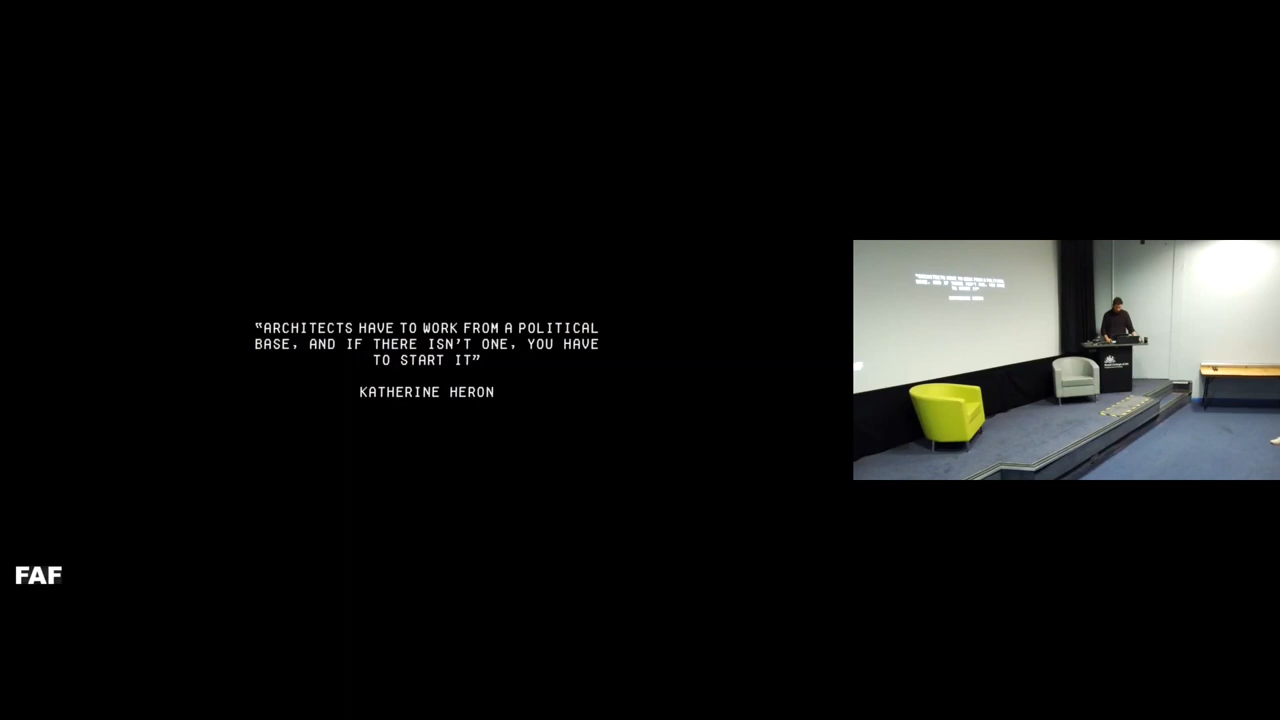 “ARCHITECTS HAVE TO WORK FROM A POLITICAL
BASE, AND IF THERE ISN’T ONE, YOU HAVE
TO START IT”
KATHERINE HERON
FAF